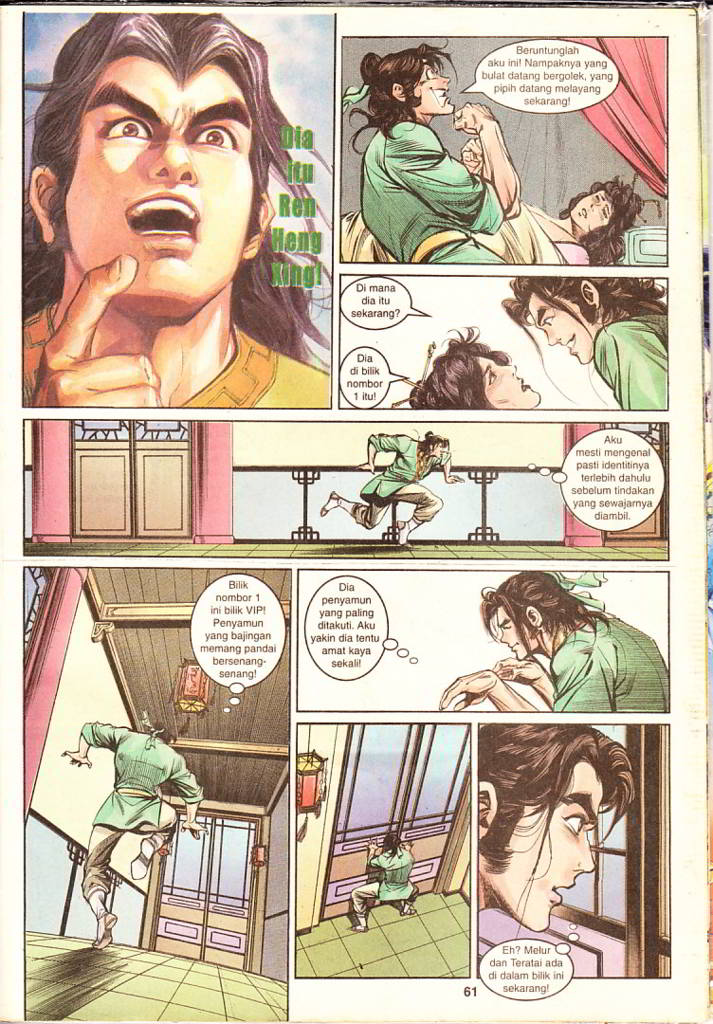 Dia
itu
Ren
Heng
Xing!
Beruntunglah
aku ini! Nampaknya yang
bulat datang bergolek, yang
pipih datang melayang
sekarang!
Di mana
dia itu
sekarang?
Dia
di bilik
nombor
1 itu!
Aku
mesti mengenal
pasti identitinya
terlebih dahulu
sebelum tindakan
yang sewajarnya
diambil.
Bilik
nombor 1
ini bilik VIP!
Penyamun
yang bajingan
memang pandai
bersenang-
senang!
Dia
penyamun
yang paling
ditakuti. Aku
yakin dia tentu
amat kaya
sekali!
Eh? Melur
dan Teratai ada
di dalam bilik ini
sekarang!
61